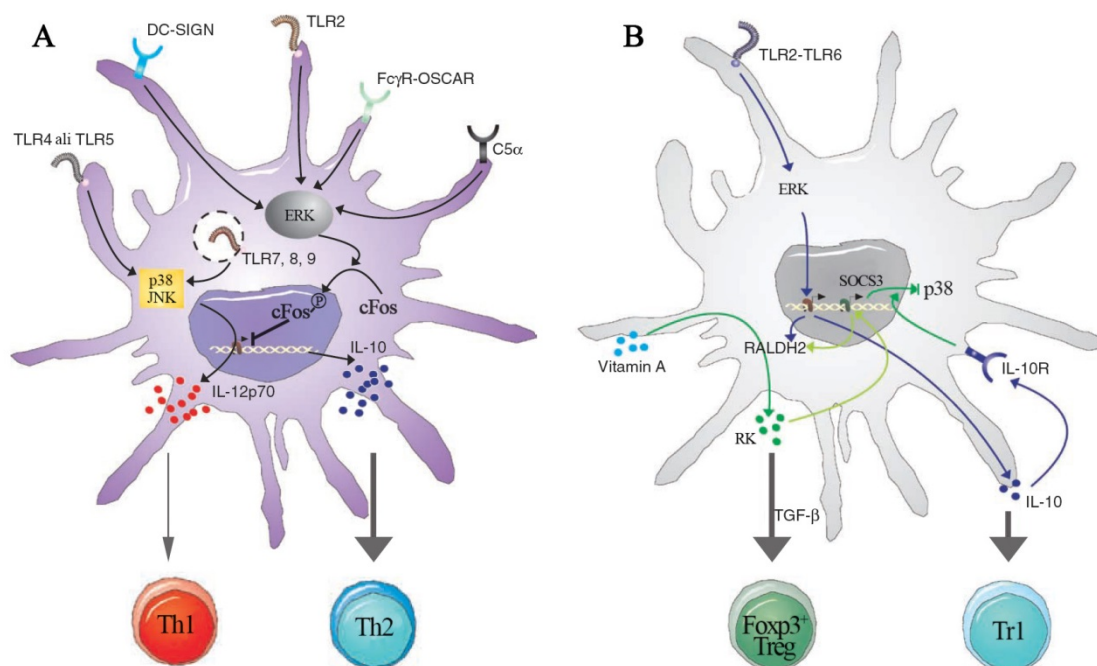 A
DC-SIGN
TLR2
FcγR-OSCAR
TLR4 ali TLR5
C5α
ERK
TLR7, 8, 9
p38
JNK
P
cFos
cFos
IL-10
IL-12p70
Th1
Th2
B
TLR2-TLR6
ERK
SOCS3
p38
Vitamin A
RALDH2
IL-10R
RK
IL-10
TGF-β
Foxp3⁺
Treg
Tr1